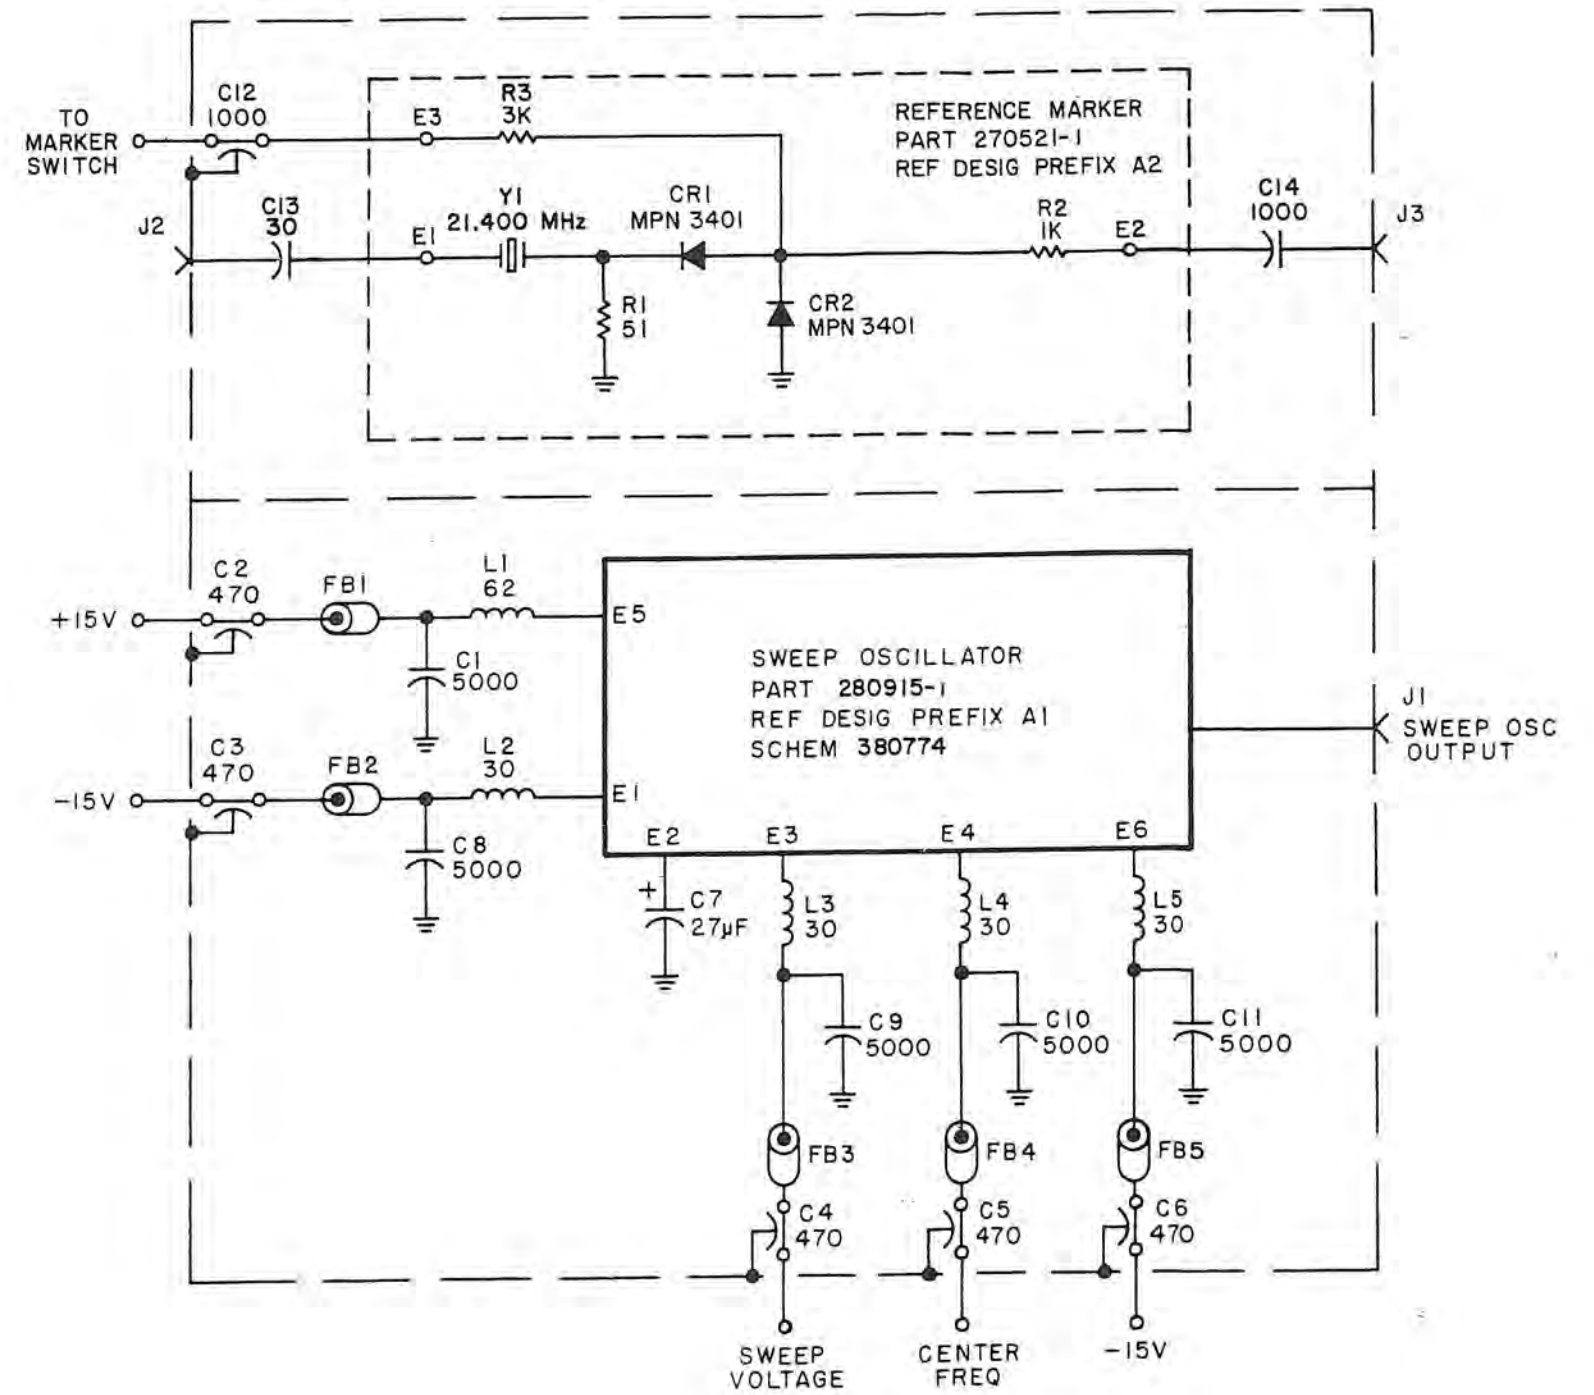 C12
1000
TO
MARKER
SWITCH
E3
R3
3K
REFERENCE MARKER
PART 270521-1
REF DESIG PREFIX A2
J2
C13
30
E1
Y1
21.400 MHz
CR1
MPN 3401
R2
1K
E2
C14
1000
J3
R1
51
CR2
MPN 3401
+15V
C2
470
FB1
L1
62
E5
C1
5000
SWEEP OSCILLATOR
PART 280915-1
REF DESIG PREFIX A1
SCHEM 380774
J1
SWEEP OSC
OUTPUT
-15V
C3
470
FB2
L2
30
E1
C8
5000
E2
E3
E4
E6
+
C7
27µF
L3
30
L4
30
L5
30
C9
5000
C10
5000
C11
5000
FB3
FB4
FB5
C4
470
C5
470
C6
470
SWEEP
VOLTAGE
CENTER
FREQ
-15V